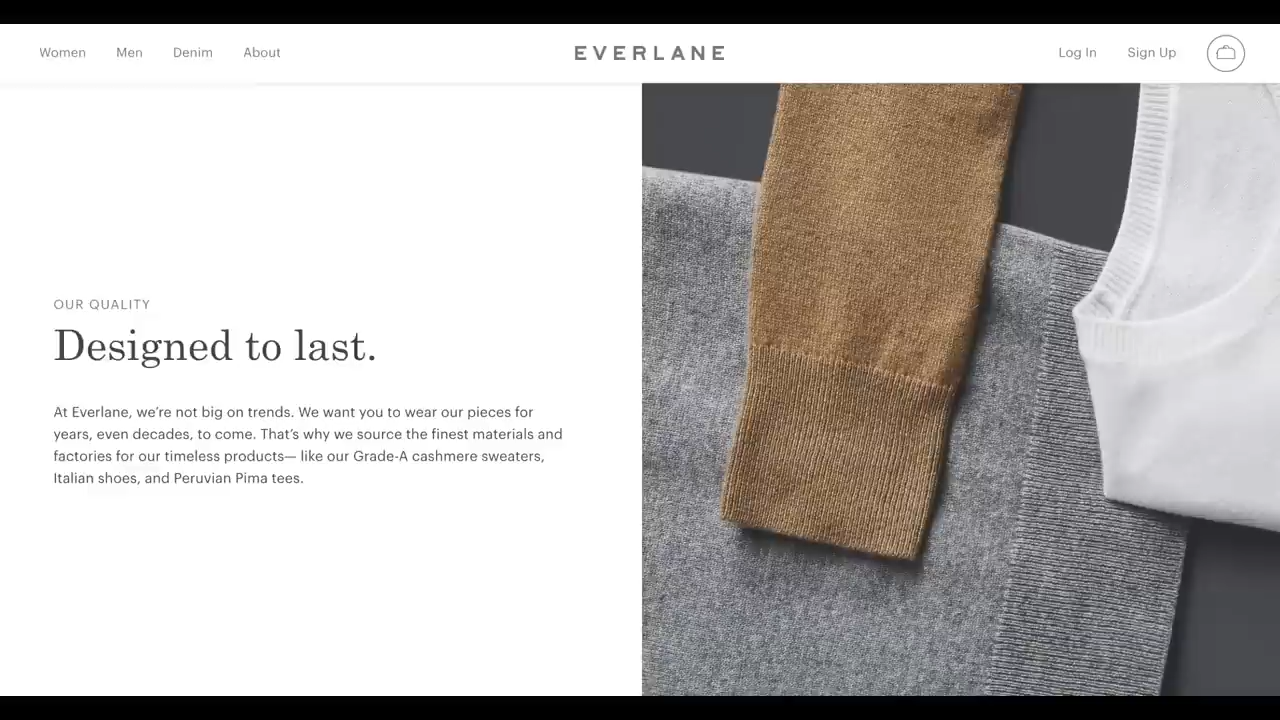 Women Men Denim About EVERLANE Log In Sign Up
OUR QUALITY
Designed to last.
At Everlane, we’re not big on trends. We want you to wear our pieces for
years, even decades, to come. That’s why we source the finest materials and
factories for our timeless products— like our Grade-A cashmere sweaters,
Italian shoes, and Peruvian Pima tees.